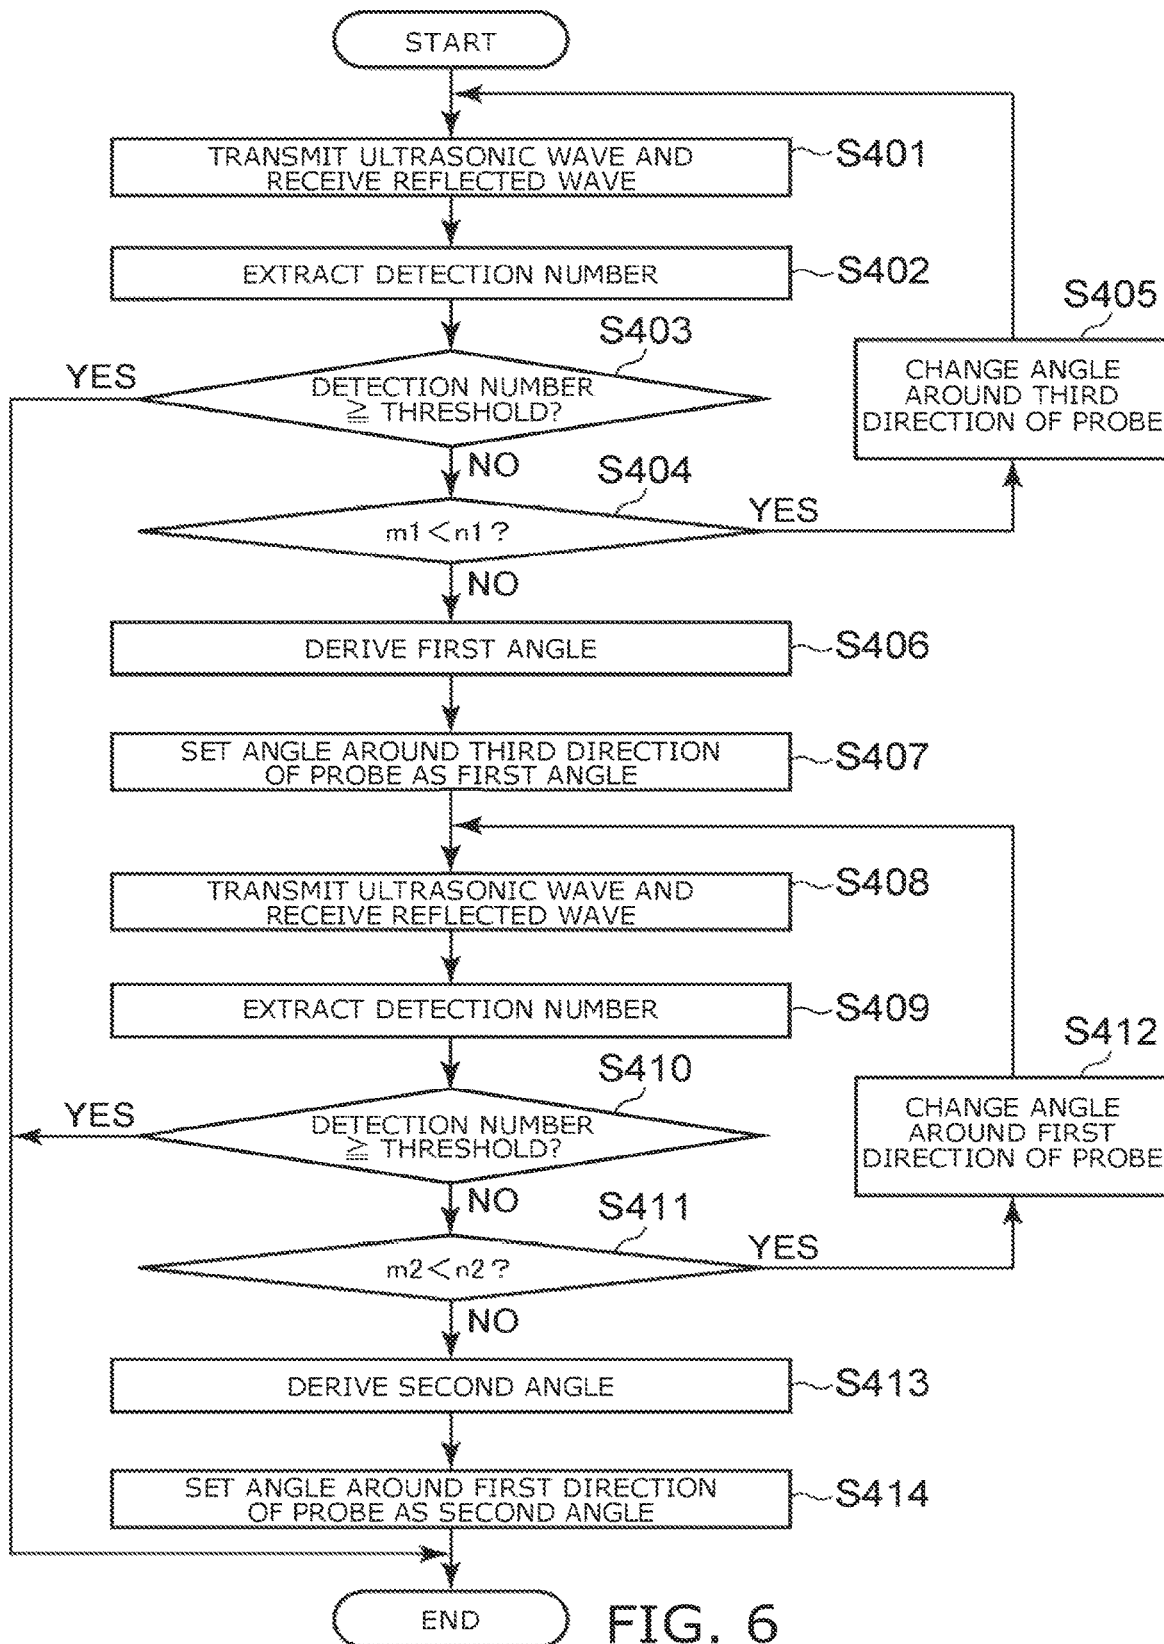 START
TRANSMIT ULTRASONIC WAVE AND
RECEIVE REFLECTED WAVE
S401
EXTRACT DETECTION NUMBER
S402
S403
YES
DETECTION NUMBER
≧ THRESHOLD?
NO
S404
m1<n1?
YES
NO
S405
CHANGE ANGLE
AROUND THIRD
DIRECTION OF PROBE
DERIVE FIRST ANGLE
S406
SET ANGLE AROUND THIRD DIRECTION
OF PROBE AS FIRST ANGLE
S407
TRANSMIT ULTRASONIC WAVE AND
RECEIVE REFLECTED WAVE
S408
EXTRACT DETECTION NUMBER
S409
S410
YES
DETECTION NUMBER
≧ THRESHOLD?
NO
S411
m2<n2?
YES
NO
S412
CHANGE ANGLE
AROUND FIRST
DIRECTION OF PROBE
DERIVE SECOND ANGLE
S413
SET ANGLE AROUND FIRST DIRECTION
OF PROBE AS SECOND ANGLE
S414
END
FIG. 6